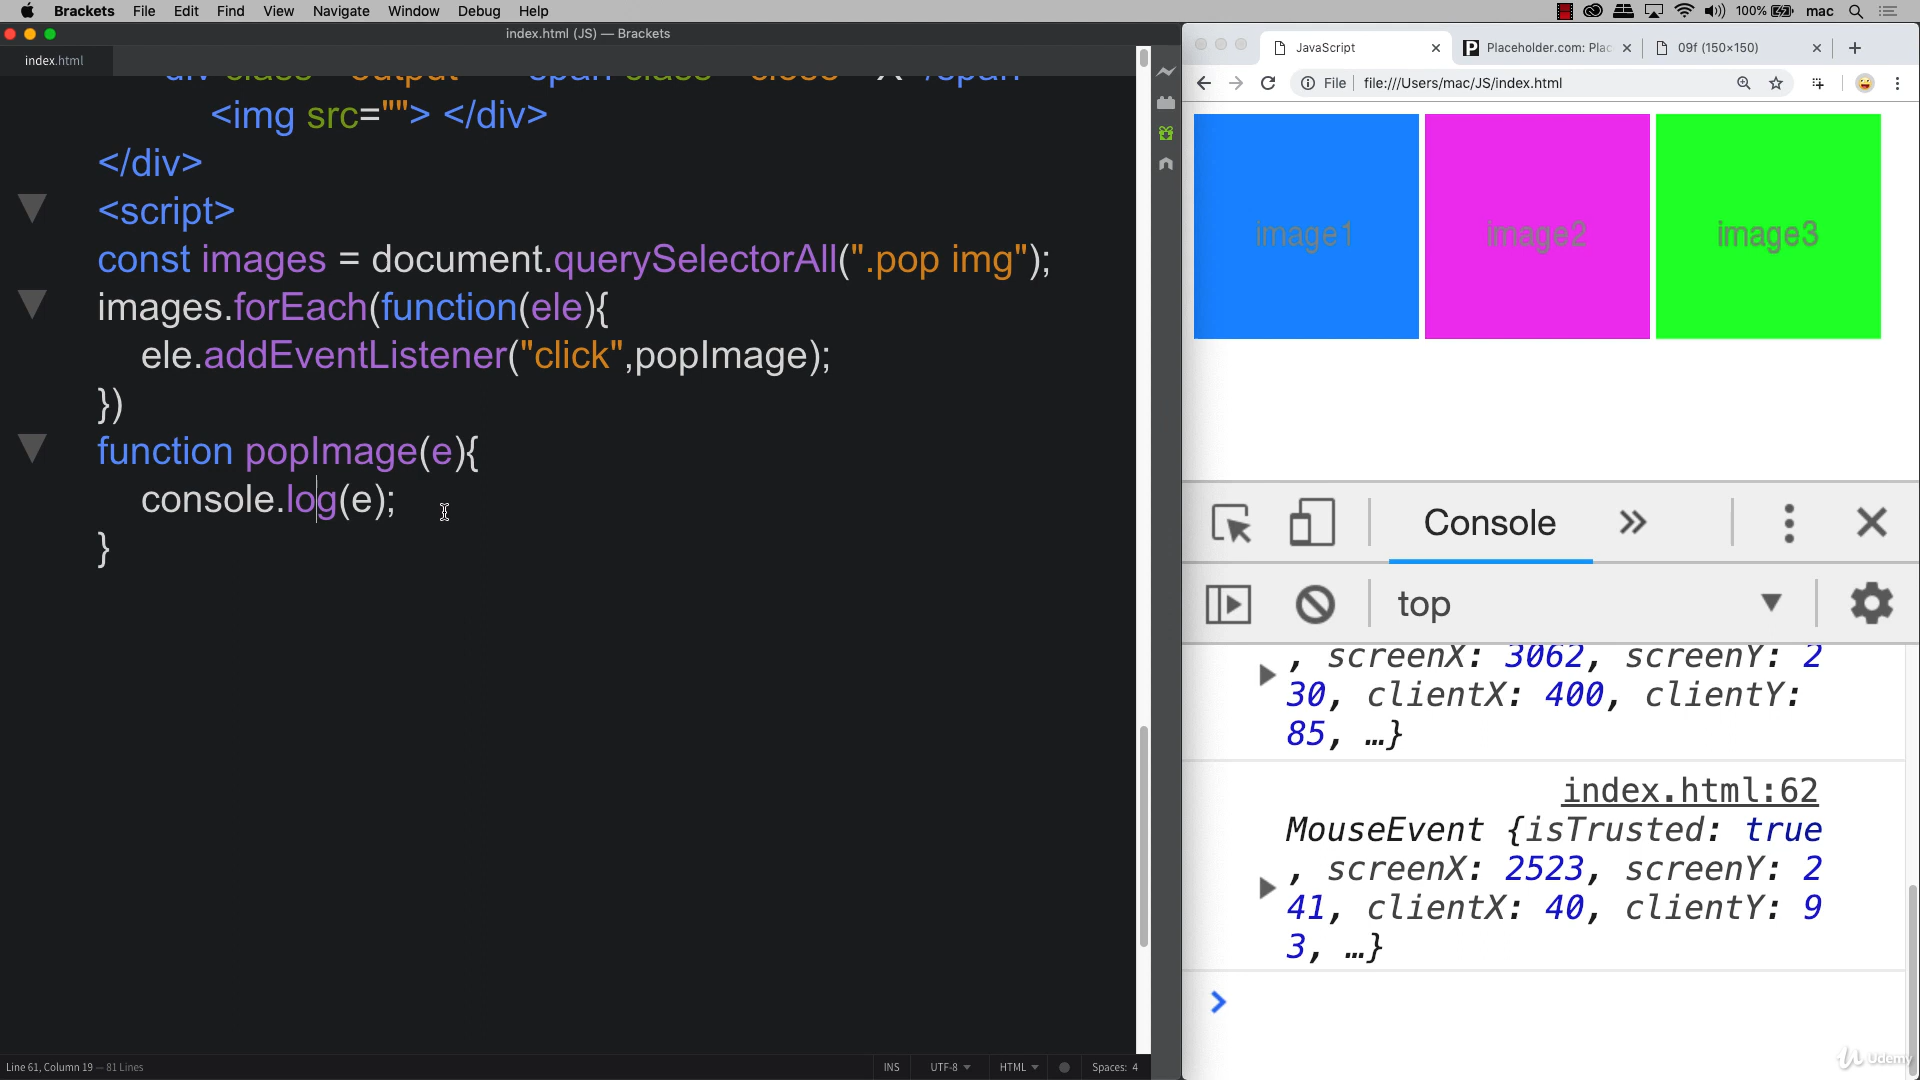 Brackets File Edit Find View Navigate Window Debug Help 100% mac
index.html (JS) — Brackets
index.html
<img src=""> </div>
</div>
<script>
const images = document.querySelectorAll(".pop img");
images.forEach(function(ele){
ele.addEventListener("click",popImage);
})
function popImage(e){
console.log(e);
}
Line 61, Column 19 — 81 Lines
INS UTF-8 HTML Spaces: 4
JavaScript Placeholder.com: Plac 09f (150×150)
File file:///Users/mac/JS/index.html
image1 image2 image3
Console
top
, screenX: 3062, screenY: 2
30, clientX: 400, clientY:
85, …}
index.html:62
MouseEvent {isTrusted: true
, screenX: 2523, screenY: 2
41, clientX: 40, clientY: 9
3, …}
Udemy